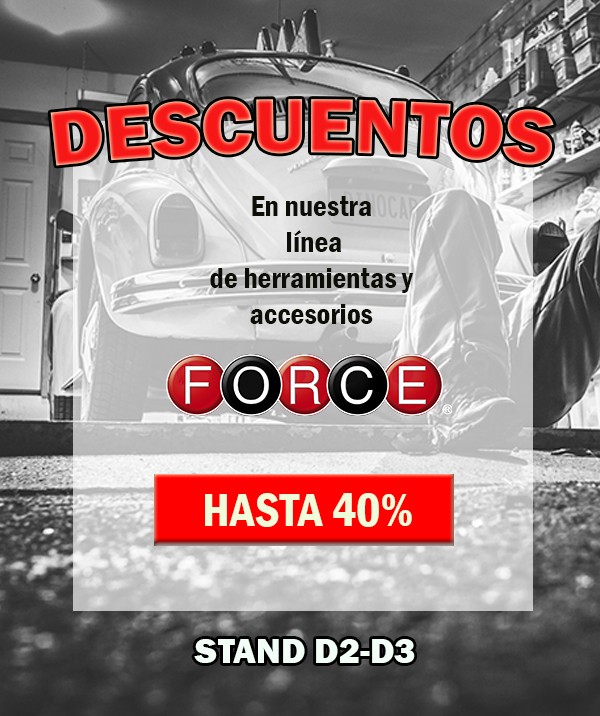 DESCUENTOS
En nuestra
línea
de herramientas y
accesorios
FORCE®
HASTA 40%
STAND D2-D3